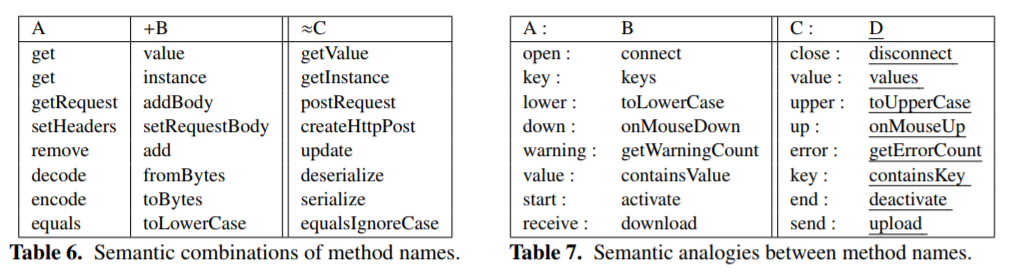 A +B ≈C
get value getValue
get instance getInstance
getRequest addBody postRequest
setHeaders setRequestBody createHttpPost
remove add update
decode fromBytes deserialize
encode toBytes serialize
equals toLowerCase equalsIgnoreCase
Table 6. Semantic combinations of method names.
A : B C : D
open : connect close : disconnect
key : keys value : values
lower : toLowerCase upper : toUpperCase
down : onMouseDown up : onMouseUp
warning : getWarningCount error : getErrorCount
value : containsValue key : containsKey
start : activate end : deactivate
receive : download send : upload
Table 7. Semantic analogies between method names.